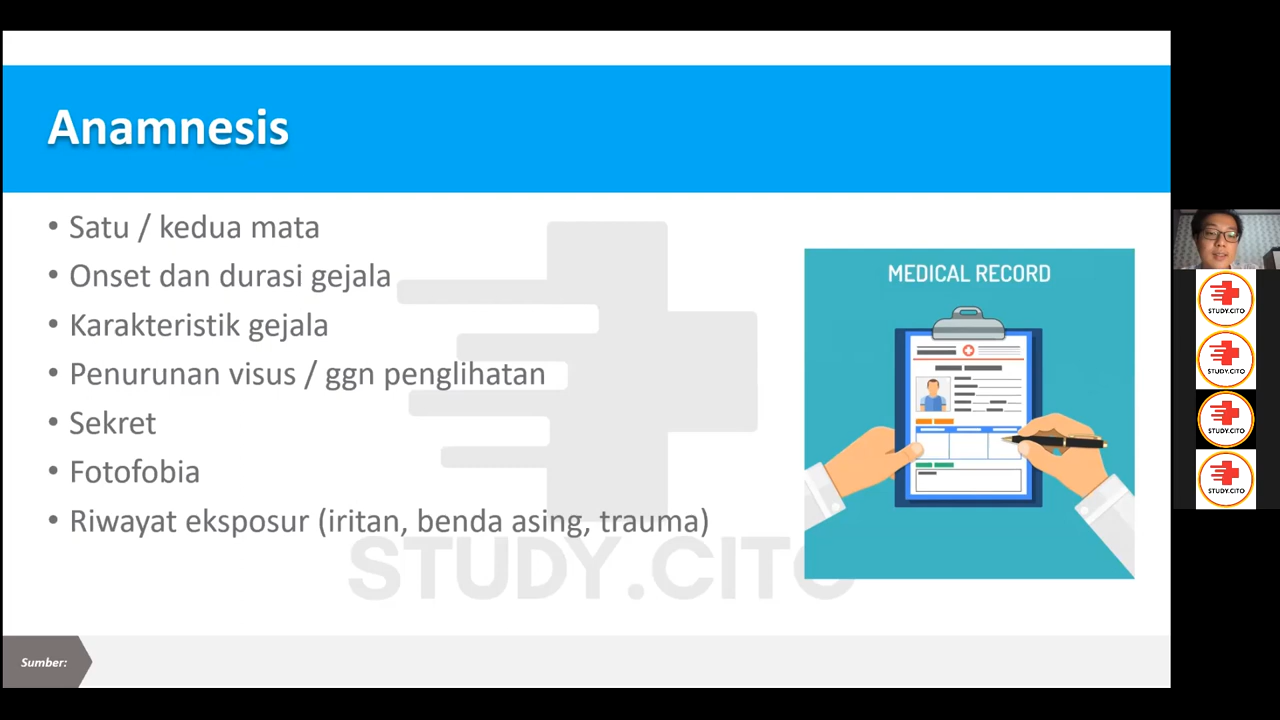 Anamnesis
• Satu / kedua mata
• Onset dan durasi gejala
• Karakteristik gejala
• Penurunan visus / ggn penglihatan
• Sekret
• Fotofobia
• Riwayat eksposur (iritan, benda asing, trauma)
MEDICAL RECORD
STUDY.CITO
Sumber:
STUDY.CITO
STUDY.CITO
STUDY.CITO
STUDY.CITO